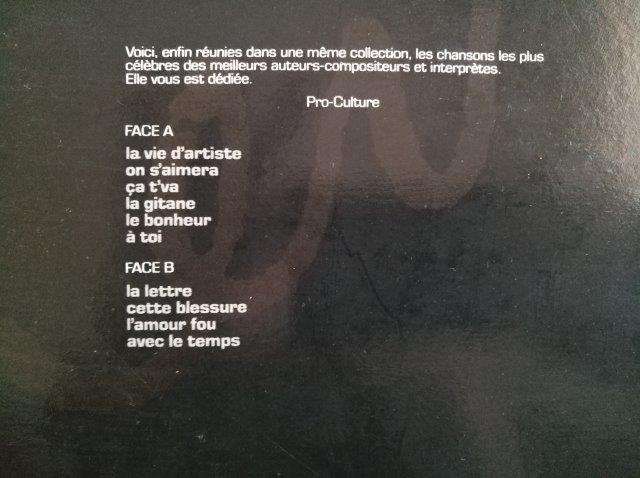 Voici, enfin réunies dans une même collection, les chansons les plus
célèbres des meilleurs auteurs-compositeurs et interprètes.
Elle vous est dédiée.
Pro-Culture
FACE A
la vie d'artiste
on s'aimera
ça t'va
la gitane
le bonheur
à toi
FACE B
la lettre
cette blessure
l'amour fou
avec le temps